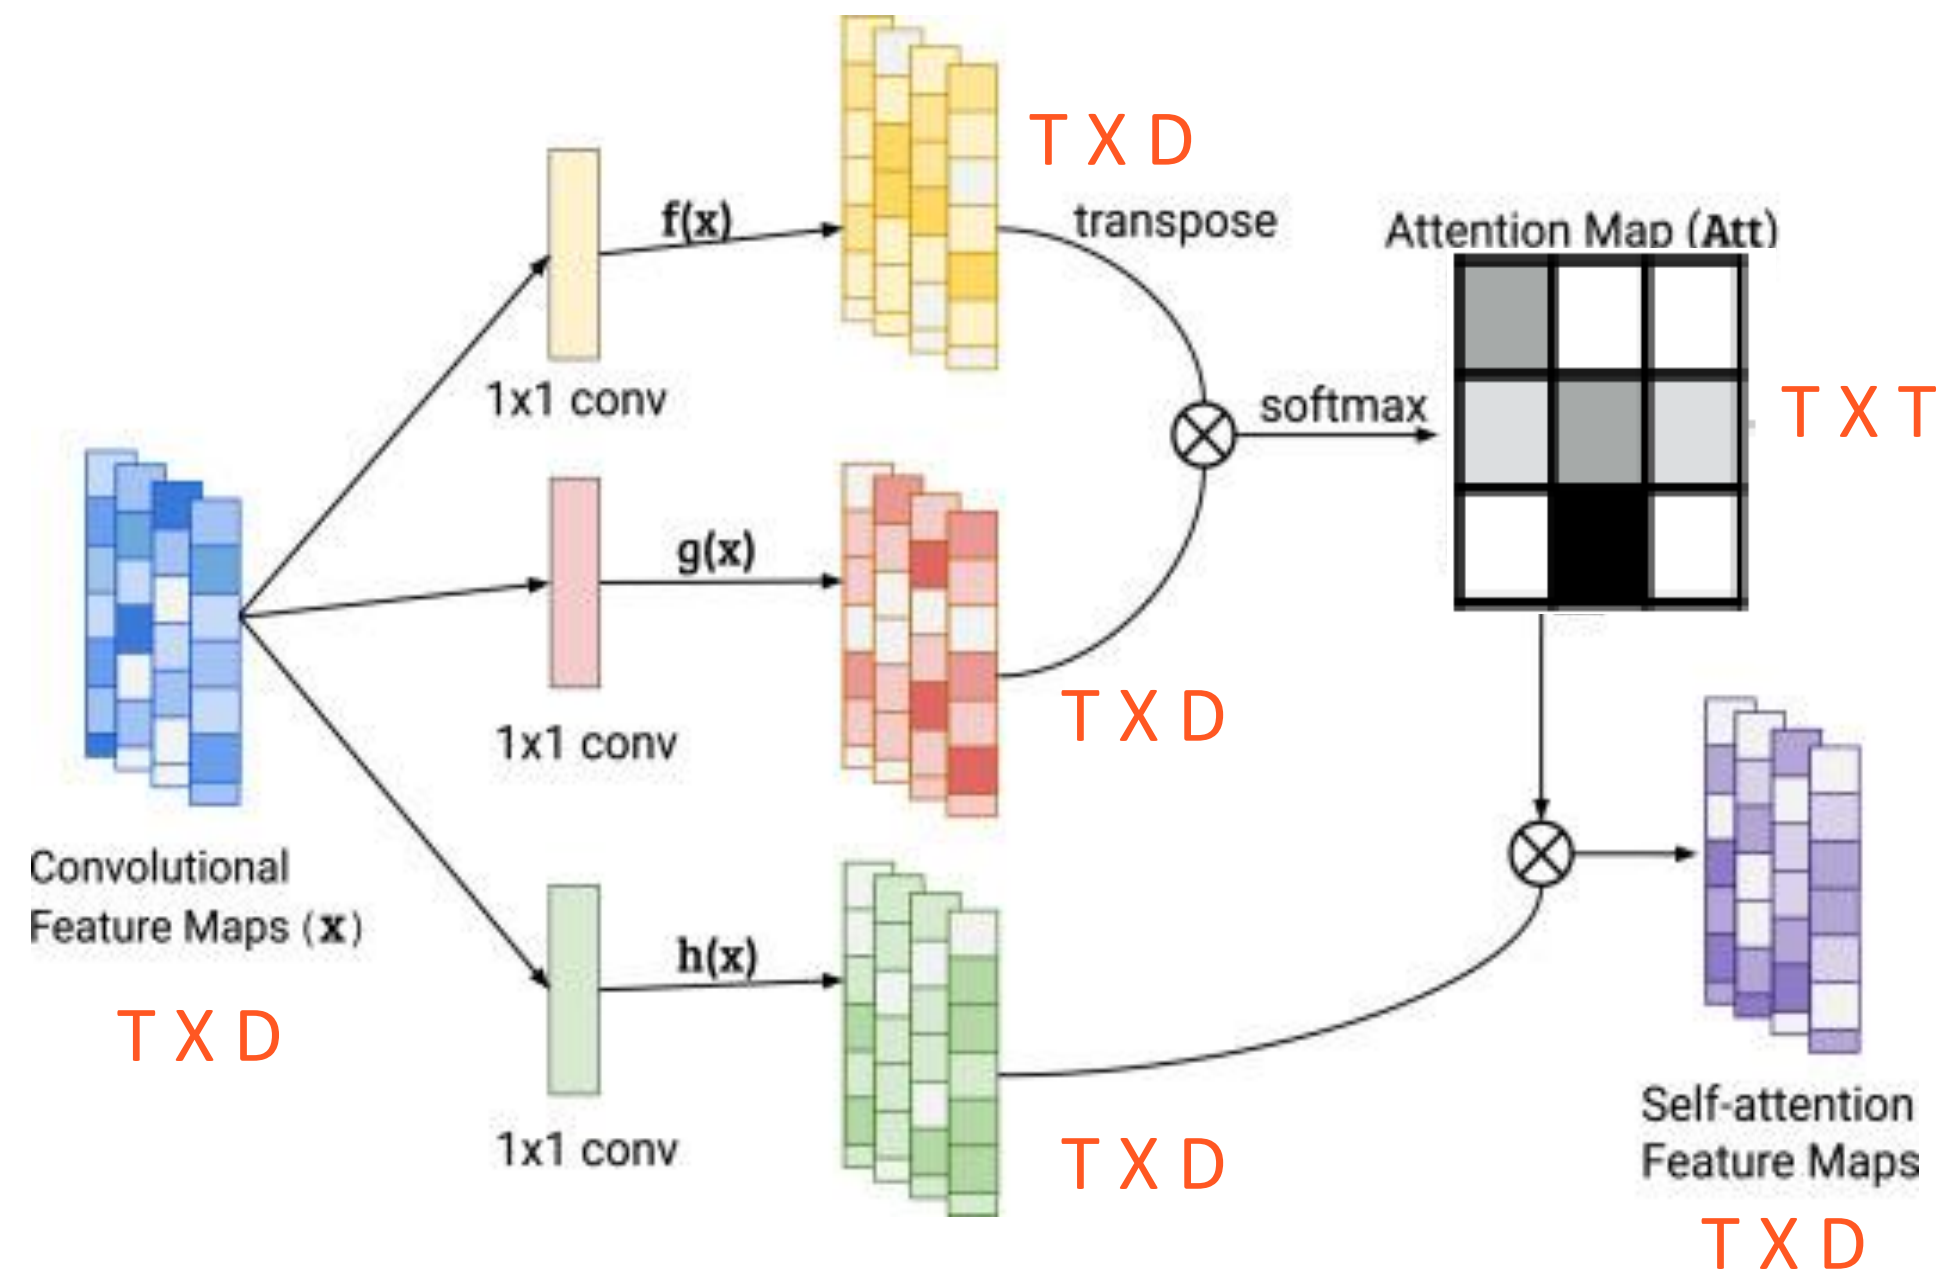 T X D
transpose
f(x)
Attention Map (Att)
1x1 conv
softmax
T X T
g(x)
T X D
1x1 conv
Convolutional
Feature Maps (x)
h(x)
T X D
1x1 conv
T X D
Self-attention
Feature Maps
T X D